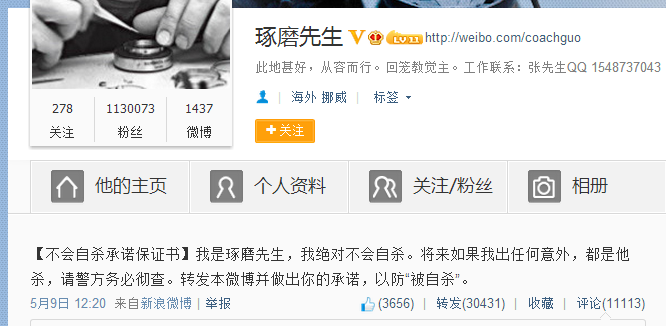 琢磨先生 V LV11 http://weibo.com/coachguo
此地甚好，从容而行。回笼教觉主。工作联系：张先生QQ 1548737043
278 1130073 1437
关注 粉丝 微博
海外 挪威 标签
+ 关注
他的主页 个人资料 关注/粉丝 相册
【不会自杀承诺保证书】我是琢磨先生，我绝对不会自杀。将来如果我出任何意外，都是他
杀，请警方务必彻查。转发本微博并做出你的承诺，以防“被自杀”。
5月9日 12:20 来自新浪微博 | 举报 (3656) | 转发(30431) | 收藏 | 评论(11113)